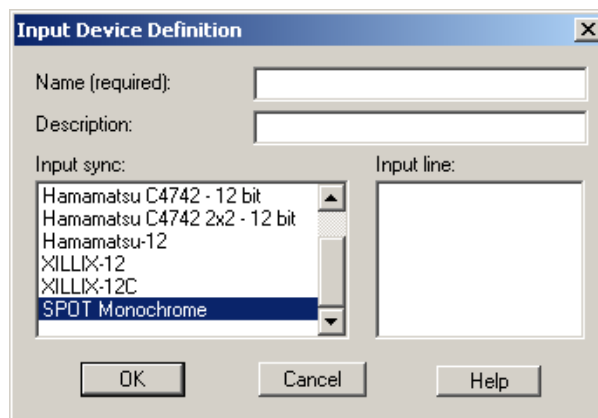 Input Device Definition
Name (required):
Description:
Input sync:
Input line:
Hamamatsu C4742 - 12 bit
Hamamatsu C4742 2x2 - 12 bit
Hamamatsu-12
XILLIX-12
XILLIX-12C
SPOT Monochrome
OK
Cancel
Help